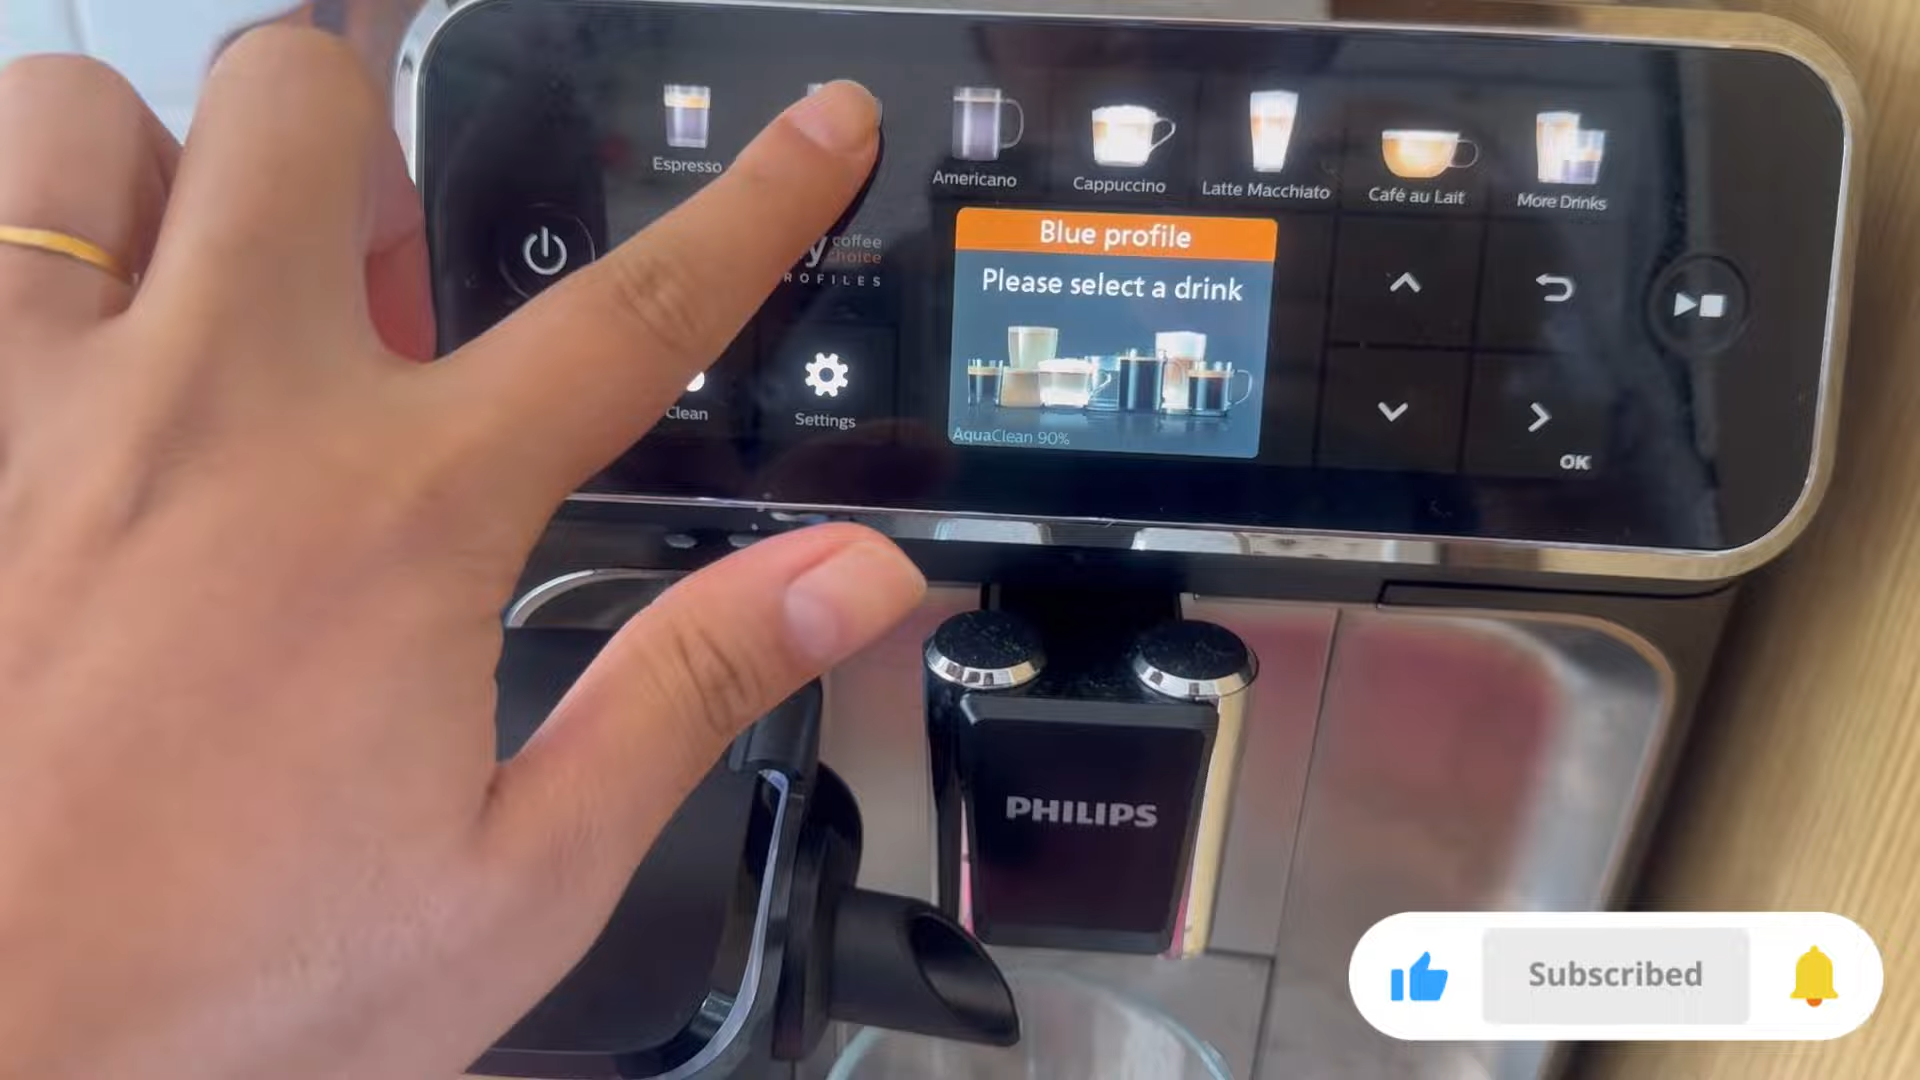 Espresso
Americano
Cappuccino
Latte Macchiato
Café au Lait
More Drinks
coffee
choice
Blue profile
Please select a drink
AquaClean 90%
Clean
Settings
OK
PHILIPS
Subscribed